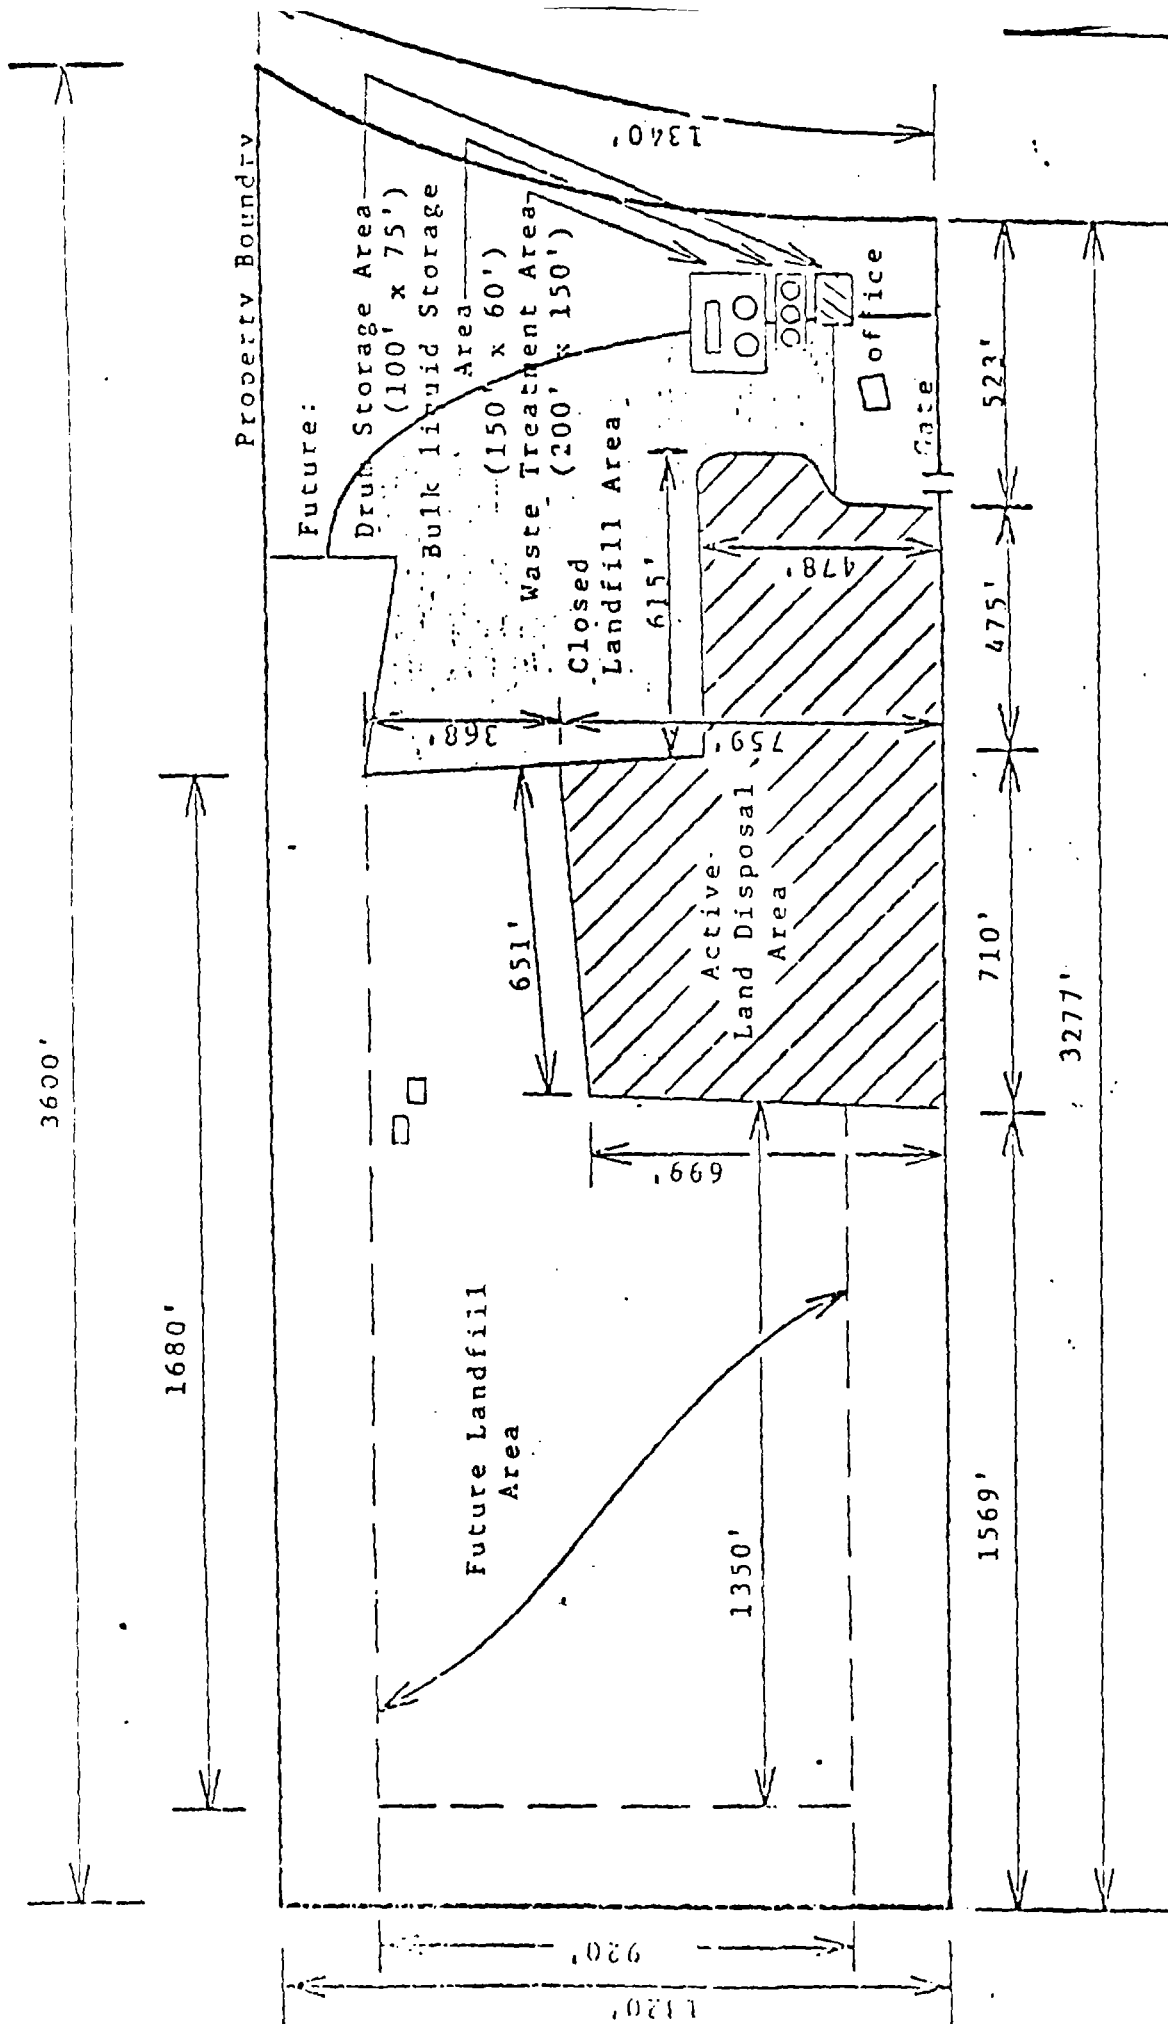 3600'
1680'
Property Boundry
Future:
Drum Storage Area
(100' x 75')
Bulk liquid Storage
Area
(150' x 60')
Waste Treatment Area
(200' x 150')
Closed
Landfill Area
1340'
368'
615'
651'
759'
478'
Active
Land Disposal
Area
699'
Future Landfill
Area
1350'
office
Gate
523'
475'
710'
1569'
3277'
920'